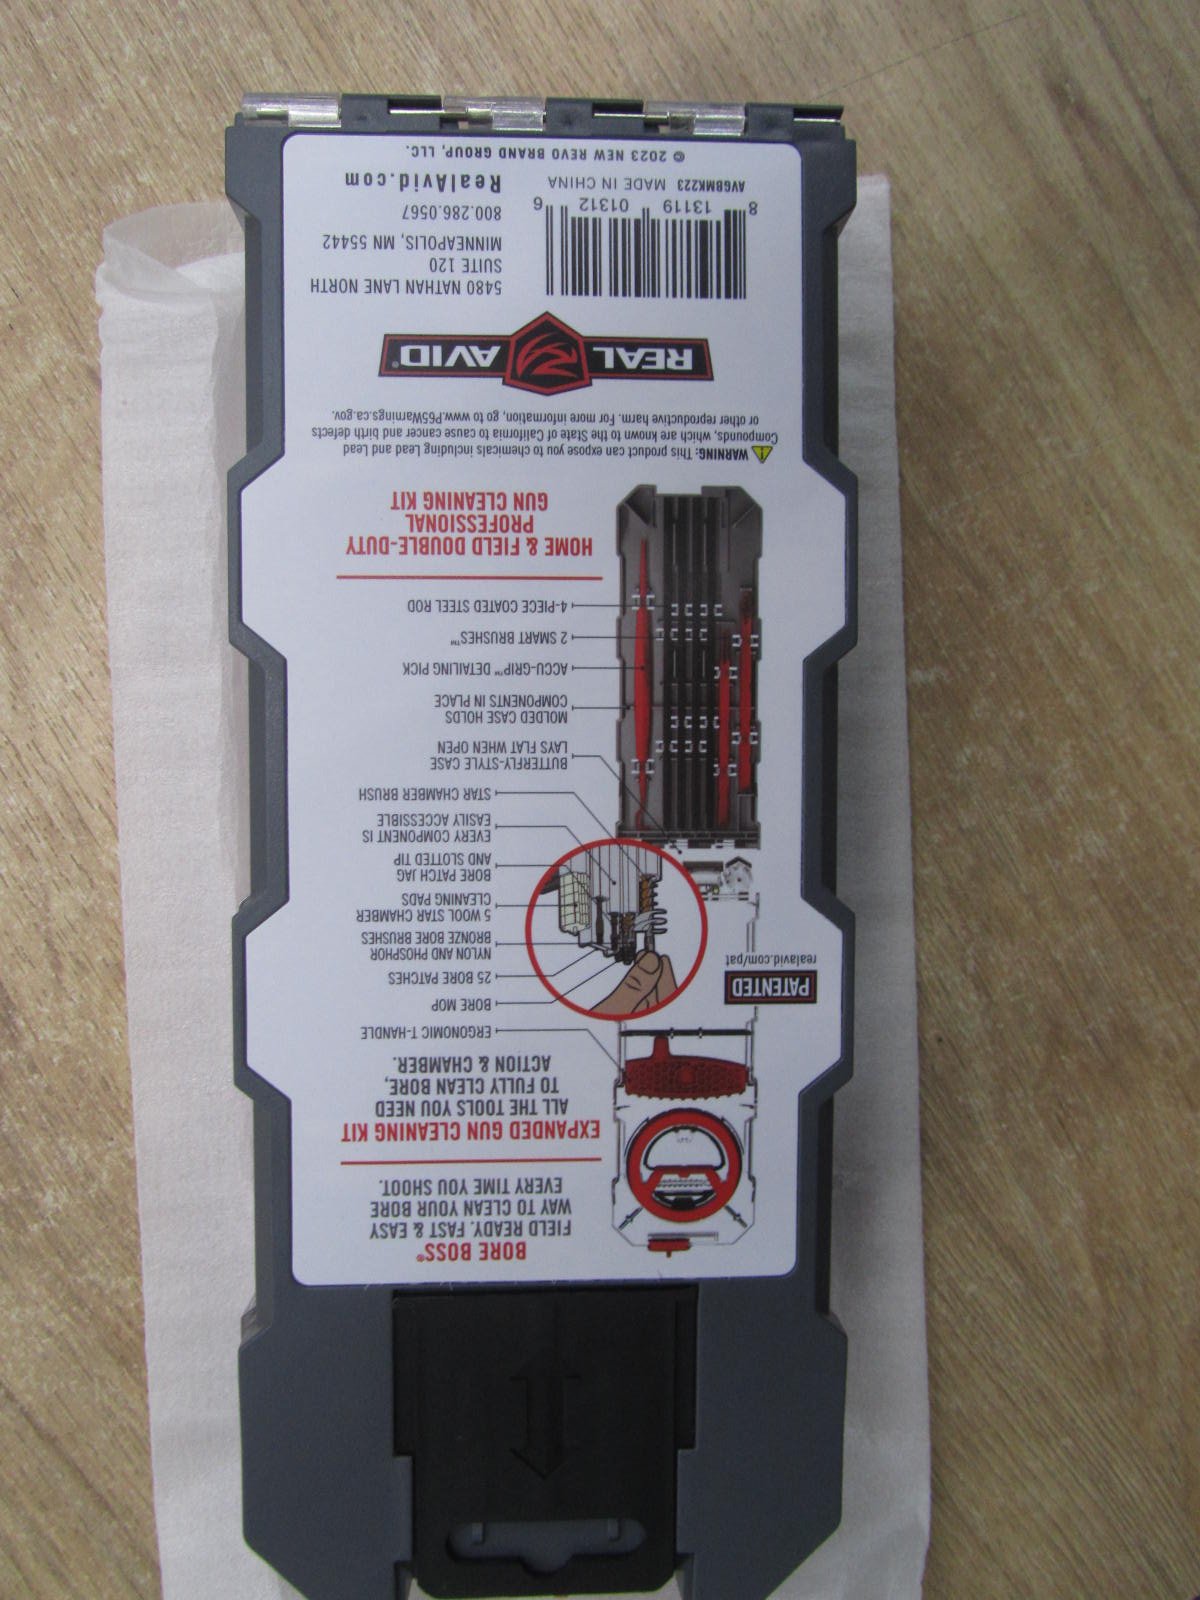 BORE BOSS®
FIELD READY. FAST & EASY
WAY TO CLEAN YOUR BORE
EVERY TIME YOU SHOOT.
EXPANDED GUN CLEANING KIT
ALL THE TOOLS YOU NEED
TO FULLY CLEAN BORE,
ACTION & CHAMBER.
ERGONOMIC T-HANDLE
BORE MOP
25 BORE PATCHES
NYLON AND PHOSPHOR
BRONZE BORE BRUSHES
5 WOOL STAR CHAMBER
CLEANING PADS
BORE PATCH JAG
AND SLOTTED TIP
EVERY COMPONENT IS
EASILY ACCESSIBLE
STAR CHAMBER BRUSH
BUTTERFLY-STYLE CASE
LAYS FLAT WHEN OPEN
MOLDED CASE HOLDS
COMPONENTS IN PLACE
ACCU-GRIP™ DETAILING PICK
2 SMART BRUSHES™
4-PIECE COATED STEEL ROD
PATENTED
realavid.com/pat
HOME & FIELD DOUBLE-DUTY
PROFESSIONAL
GUN CLEANING KIT
WARNING: This product can expose you to chemicals including Lead and Lead
Compounds, which are known to the State of California to cause cancer and birth defects
or other reproductive harm. For more information, go to www.P65Warnings.ca.gov.
REAL AVID®
5480 NATHAN LANE NORTH
SUITE 120
MINNEAPOLIS, MN 55442
800.286.0567
RealAvid.com
8 13119 01312 6
AVGBMK223 MADE IN CHINA
© 2023 NEW REVO BRAND GROUP, LLC.